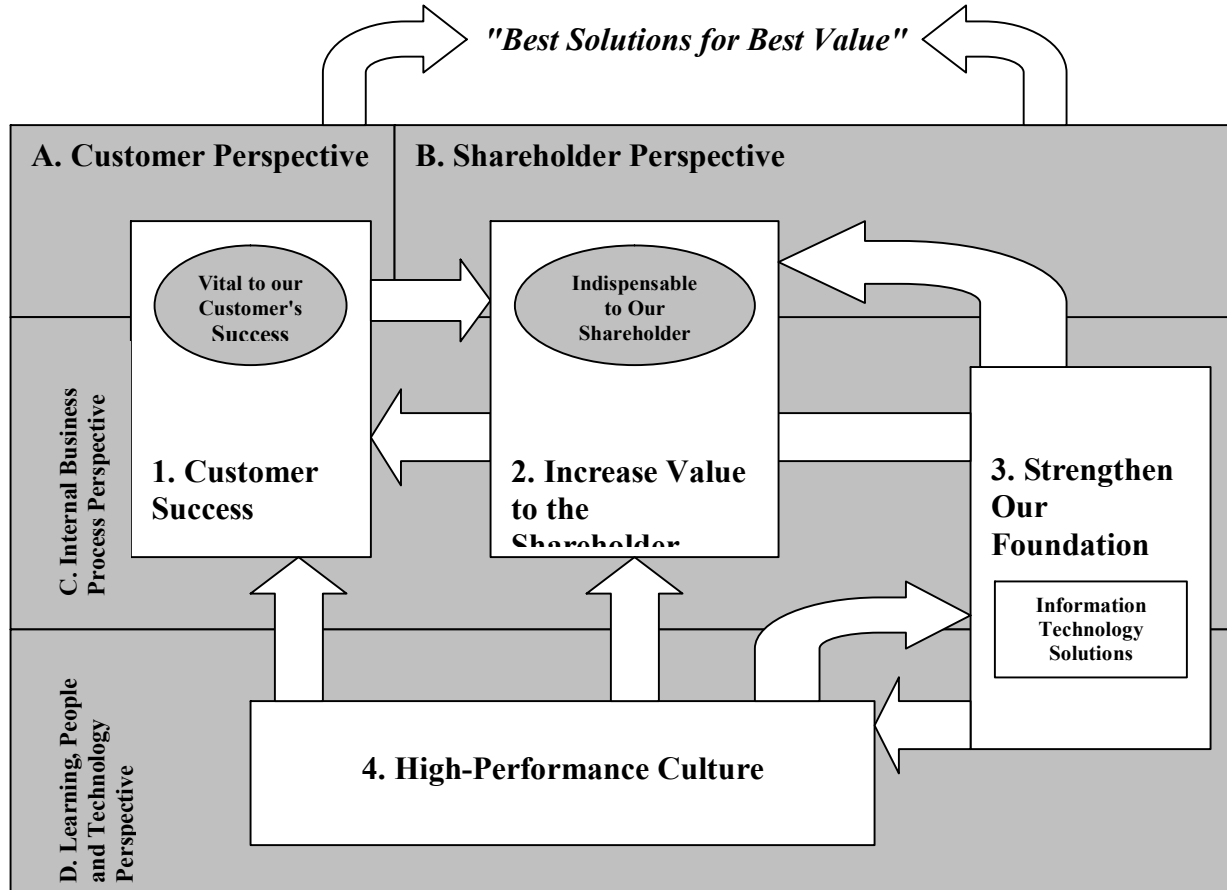 "Best Solutions for Best Value"
A. Customer Perspective
B. Shareholder Perspective
Vital to our
Customer's
Success
Indispensable
to Our
Shareholder
C. Internal Business
Process Perspective
1. Customer
Success
2. Increase Value
to the
Shareholder
3. Strengthen
Our
Foundation
Information
Technology
Solutions
D. Learning, People
and Technology
Perspective
4. High-Performance Culture